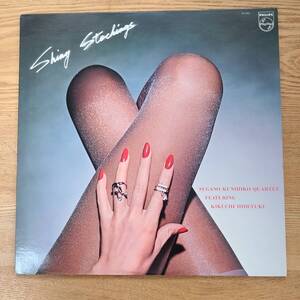 Shiny Stockings
PHILIPS
SUGANO KUNIHIKO QUARTET
FEATURING
KIKUCHI HIDEYUKI